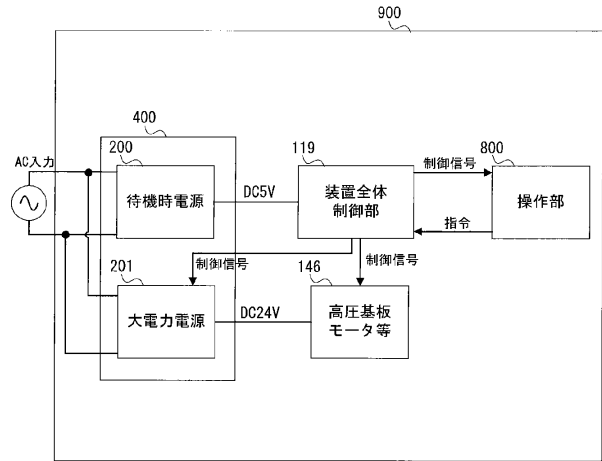 900
400
AC入力
200
待機時電源
DC5V
119
装置全体
制御部
制御信号
800
操作部
指令
制御信号
制御信号
201
大電力電源
DC24V
146
高圧基板
モータ等